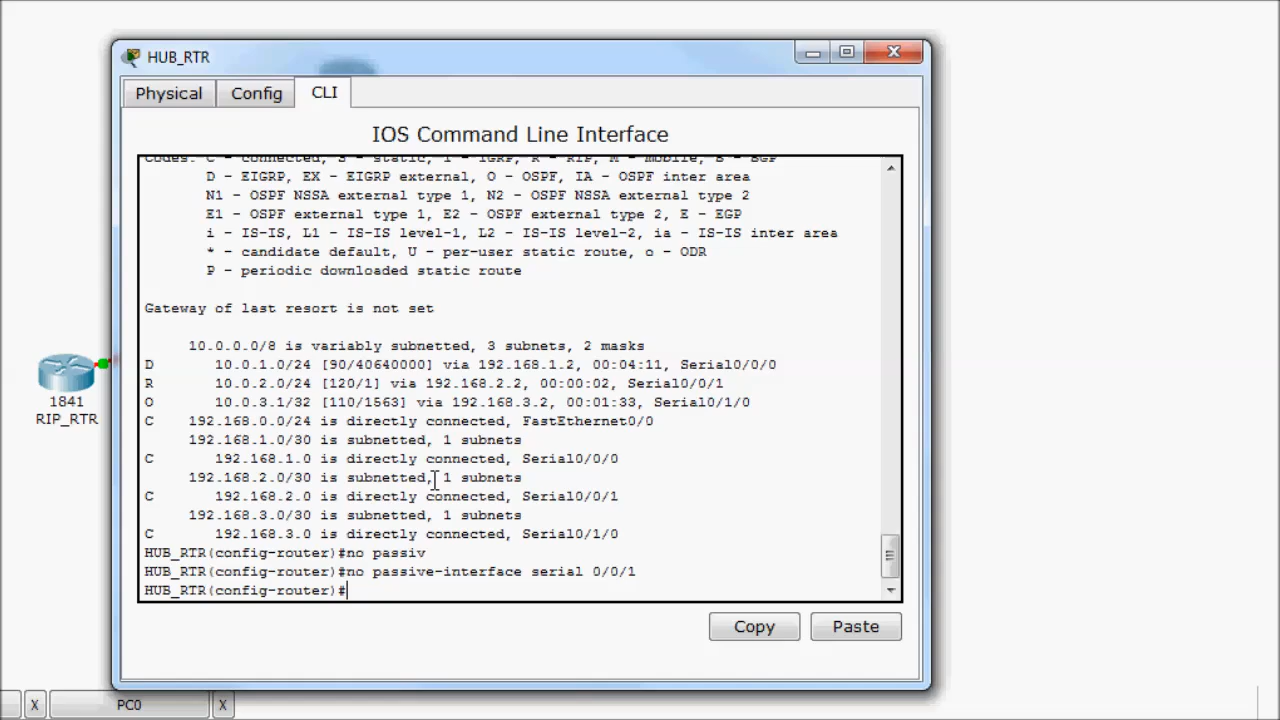 HUB_RTR
Physical Config CLI
IOS Command Line Interface
Codes: C - connected, S - static, I - IGRP, R - RIP, M - mobile, B - BGP
D - EIGRP, EX - EIGRP external, O - OSPF, IA - OSPF inter area
N1 - OSPF NSSA external type 1, N2 - OSPF NSSA external type 2
E1 - OSPF external type 1, E2 - OSPF external type 2, E - EGP
i - IS-IS, L1 - IS-IS level-1, L2 - IS-IS level-2, ia - IS-IS inter area
* - candidate default, U - per-user static route, o - ODR
P - periodic downloaded static route
Gateway of last resort is not set
10.0.0.0/8 is variably subnetted, 3 subnets, 2 masks
D 10.0.1.0/24 [90/40640000] via 192.168.1.2, 00:04:11, Serial0/0/0
R 10.0.2.0/24 [120/1] via 192.168.2.2, 00:00:02, Serial0/0/1
O 10.0.3.1/32 [110/1563] via 192.168.3.2, 00:01:33, Serial0/1/0
C 192.168.0.0/24 is directly connected, FastEthernet0/0
192.168.1.0/30 is subnetted, 1 subnets
C 192.168.1.0 is directly connected, Serial0/0/0
192.168.2.0/30 is subnetted, 1 subnets
C 192.168.2.0 is directly connected, Serial0/0/1
192.168.3.0/30 is subnetted, 1 subnets
C 192.168.3.0 is directly connected, Serial0/1/0
HUB_RTR(config-router)#no passiv
HUB_RTR(config-router)#no passive-interface serial 0/0/1
HUB_RTR(config-router)#
Copy Paste
1841
RIP_RTR
X PC0 X